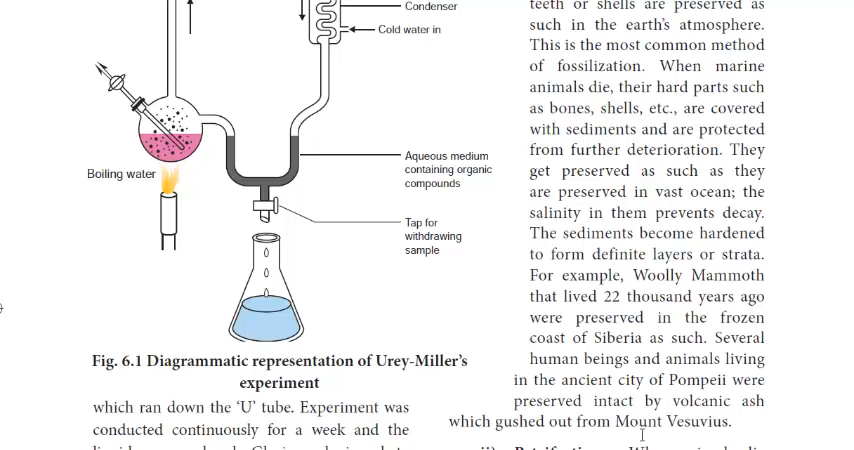 Condenser
Cold water in
Boiling water
Aqueous medium
containing organic
compounds
Tap for
withdrawing
sample
Fig. 6.1 Diagrammatic representation of Urey-Miller’s
experiment
which ran down the ‘U’ tube. Experiment was
conducted continuously for a week and the
teeth or shells are preserved as
such in the earth’s atmosphere.
This is the most common method
of fossilization. When marine
animals die, their hard parts such
as bones, shells, etc., are covered
with sediments and are protected
from further deterioration. They
get preserved as such as they
are preserved in vast ocean; the
salinity in them prevents decay.
The sediments become hardened
to form definite layers or strata.
For example, Woolly Mammoth
that lived 22 thousand years ago
were preserved in the frozen
coast of Siberia as such. Several
human beings and animals living
in the ancient city of Pompeii were
preserved intact by volcanic ash
which gushed out from Mount Vesuvius.